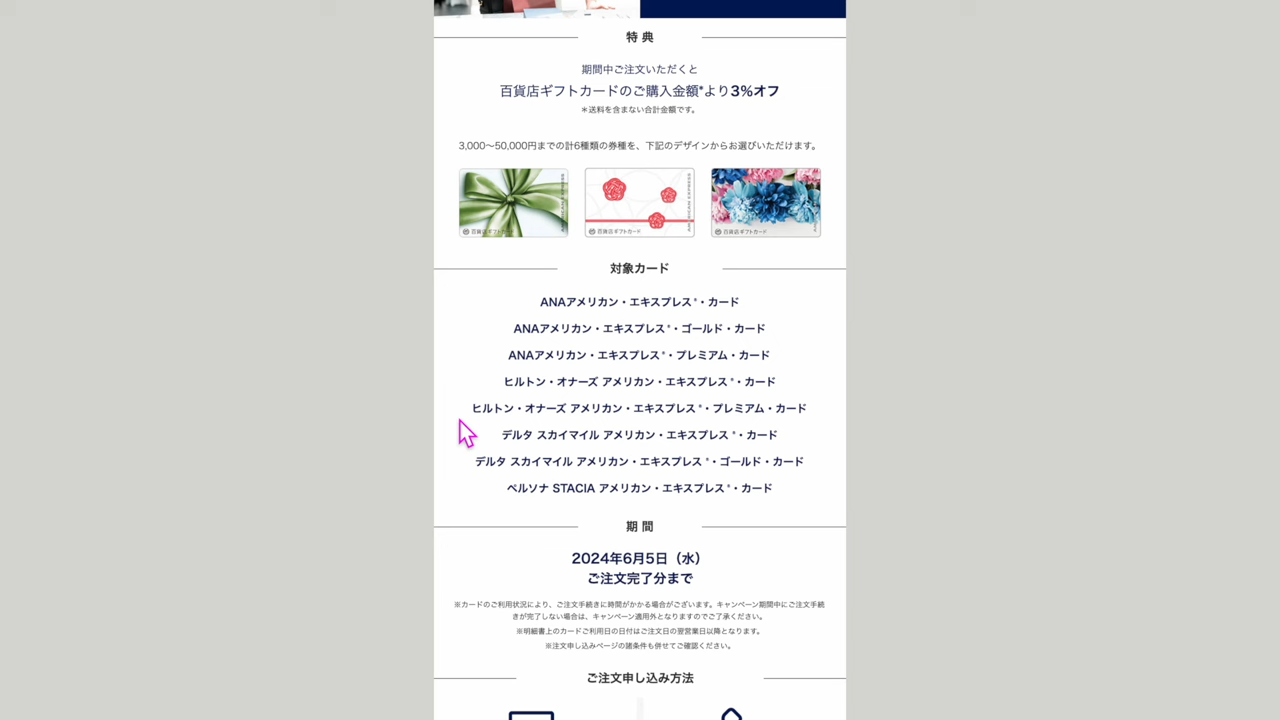 特 典
期間中ご注文いただくと
百貨店ギフトカードのご購入金額*より3％オフ
＊送料を含まない合計金額です。
3,000〜50,000円までの計6種類の券種を、下記のデザインからお選びいただけます。
百貨店ギフトカード
百貨店ギフトカード
百貨店ギフトカード
対象カード
ANAアメリカン・エキスプレス®・カード
ANAアメリカン・エキスプレス®・ゴールド・カード
ANAアメリカン・エキスプレス®・プレミアム・カード
ヒルトン・オナーズ アメリカン・エキスプレス®・カード
ヒルトン・オナーズ アメリカン・エキスプレス®・プレミアム・カード
デルタ スカイマイル アメリカン・エキスプレス®・カード
デルタ スカイマイル アメリカン・エキスプレス®・ゴールド・カード
ペルソナ STACIA アメリカン・エキスプレス®・カード
期 間
2024年6月5日（水）
ご注文完了分まで
※カードのご利用状況により、ご注文手続きに時間がかかる場合がございます。キャンペーン期間中にご注文手続
きが完了しない場合は、キャンペーン適用外となりますのでご了承ください。
※明細書上のカードご利用日の日付はご注文日の翌営業日以降となります。
※注文申し込みページの諸条件も併せてご確認ください。
ご注文申し込み方法